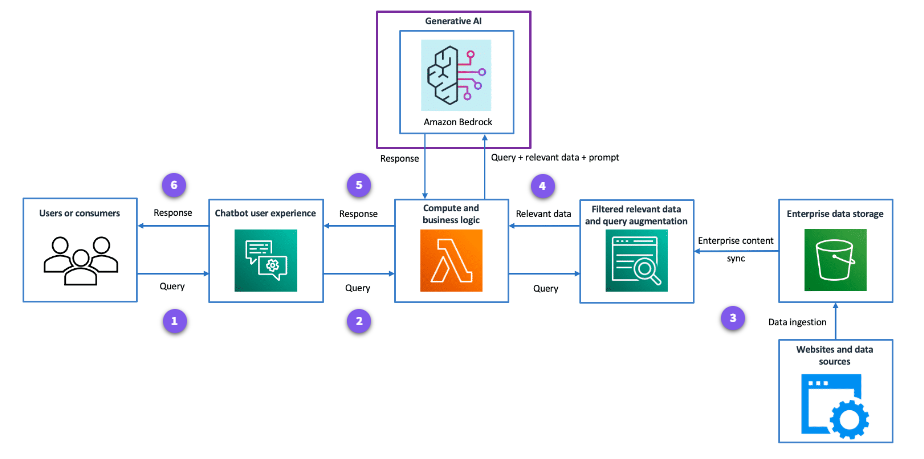 Generative AI
Amazon Bedrock
Response
Query + relevant data + prompt
6
5
4
Users or consumers
Response
Chatbot user experience
Response
Compute and
business logic
Relevant data
Filtered relevant data
and query augmentation
Enterprise content
sync
Enterprise data storage
Query
Query
Query
1
2
3
Data ingestion
Websites and data
sources